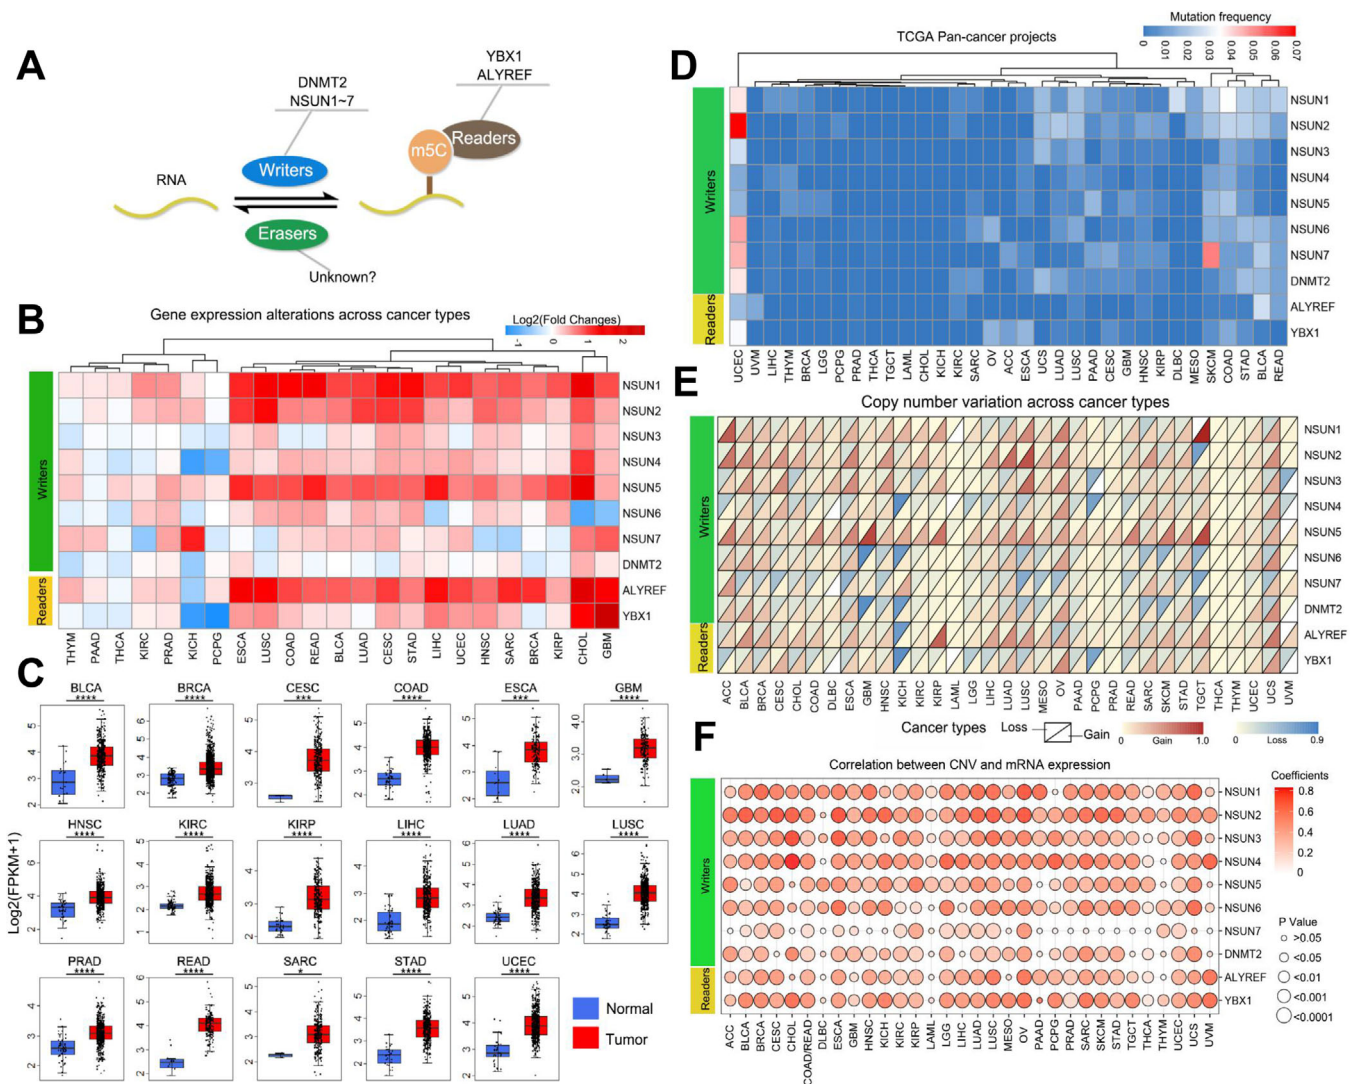 A
DNMT2
NSUN1~7
YBX1
ALYREF
Readers
m5C
Writers
RNA
Erasers
Unknown?
B
Gene expression alterations across cancer types
Log2(Fold Changes)
-1 0 1 2
Writers
Readers
NSUN1
NSUN2
NSUN3
NSUN4
NSUN5
NSUN6
NSUN7
DNMT2
ALYREF
YBX1
THYM PAAD THCA KIRC PRAD KICH PCPG ESCA LUSC COAD READ BLCA LUAD CESC STAD LIHC UCEC HNSC SARC BRCA KIRP CHOL GBM
C
Log2(FPKM+1)
BLCA BRCA CESC COAD ESCA GBM
**** **** *** **** *** ****
HNSC KIRC KIRP LIHC LUAD LUSC
**** **** **** **** **** ****
PRAD READ SARC STAD UCEC
**** **** * **** ****
Normal
Tumor
D
TCGA Pan-cancer projects
Mutation frequency
0 0.01 0.02 0.03 0.04 0.05 0.06 0.07
Writers
Readers
NSUN1
NSUN2
NSUN3
NSUN4
NSUN5
NSUN6
NSUN7
DNMT2
ALYREF
YBX1
UCEC UVM LIHC THYM BRCA LGG PCPG PRAD THCA TGCT LAML CHOL KICH KIRC SARC OV ACC ESCA UCS LUAD LUSC PAAD CESC GBM HNSC KIRP DLBC MESO SKCM COAD STAD BLCA READ
E
Copy number variation across cancer types
Writers
Readers
NSUN1
NSUN2
NSUN3
NSUN4
NSUN5
NSUN6
NSUN7
DNMT2
ALYREF
YBX1
ACC BLCA BRCA CESC CHOL COAD DLBC ESCA GBM HNSC KICH KIRC KIRP LAML LGG LIHC LUAD LUSC MESO OV PAAD PCPG PRAD READ SARC SKCM STAD TGCT THCA THYM UCEC UCS UVM
Cancer types
Loss
Gain
0 Gain 1.0
0 Loss 0.9
F
Correlation between CNV and mRNA expression
Writers
Readers
NSUN1
NSUN2
NSUN3
NSUN4
NSUN5
NSUN6
NSUN7
DNMT2
ALYREF
YBX1
ACC BLCA BRCA CESC CHOL COAD/READ DLBC ESCA GBM HNSC KICH KIRC KIRP LAML LGG LIHC LUAD LUSC MESO OV PAAD PCPG PRAD SARC SKCM STAD TGCT THCA THYM UCEC UCS UVM
Coefficients
0.8
0.6
0.4
0.2
0
P Value
>0.05
<0.05
<0.01
<0.001
<0.0001